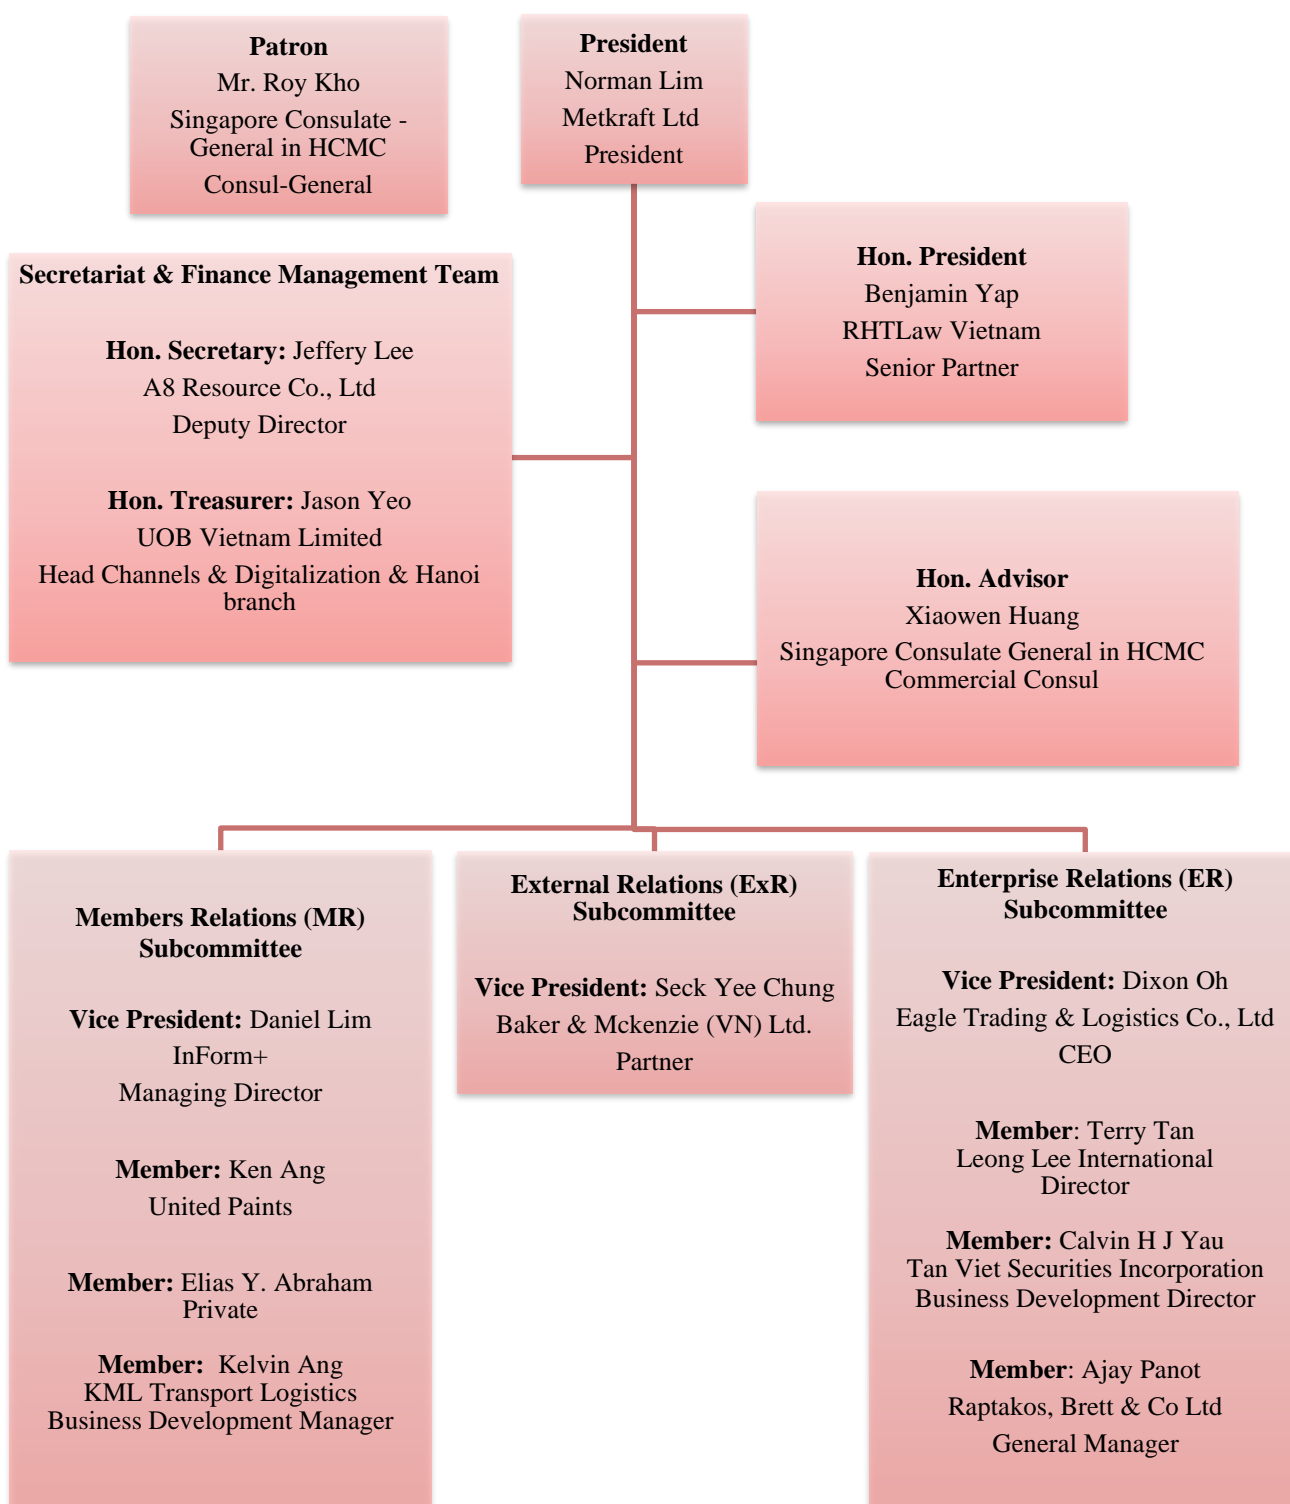 Patron
Mr. Roy Kho
Singapore Consulate -
General in HCMC
Consul-General
President
Norman Lim
Metkraft Ltd
President
Secretariat & Finance Management Team
Hon. Secretary: Jeffery Lee
A8 Resource Co., Ltd
Deputy Director
Hon. Treasurer: Jason Yeo
UOB Vietnam Limited
Head Channels & Digitalization & Hanoi
branch
Hon. President
Benjamin Yap
RHTLaw Vietnam
Senior Partner
Hon. Advisor
Xiaowen Huang
Singapore Consulate General in HCMC
Commercial Consul
Members Relations (MR)
Subcommittee
Vice President: Daniel Lim
InForm+
Managing Director
Member: Ken Ang
United Paints
Member: Elias Y. Abraham
Private
Member:  Kelvin Ang
KML Transport Logistics
Business Development Manager
External Relations (ExR)
Subcommittee
Vice President: Seck Yee Chung
Baker & Mckenzie (VN) Ltd.
Partner
Enterprise Relations (ER)
Subcommittee
Vice President: Dixon Oh
Eagle Trading & Logistics Co., Ltd
CEO
Member: Terry Tan
Leong Lee International
Director
Member: Calvin H J Yau
Tan Viet Securities Incorporation
Business Development Director
Member: Ajay Panot
Raptakos, Brett & Co Ltd
General Manager